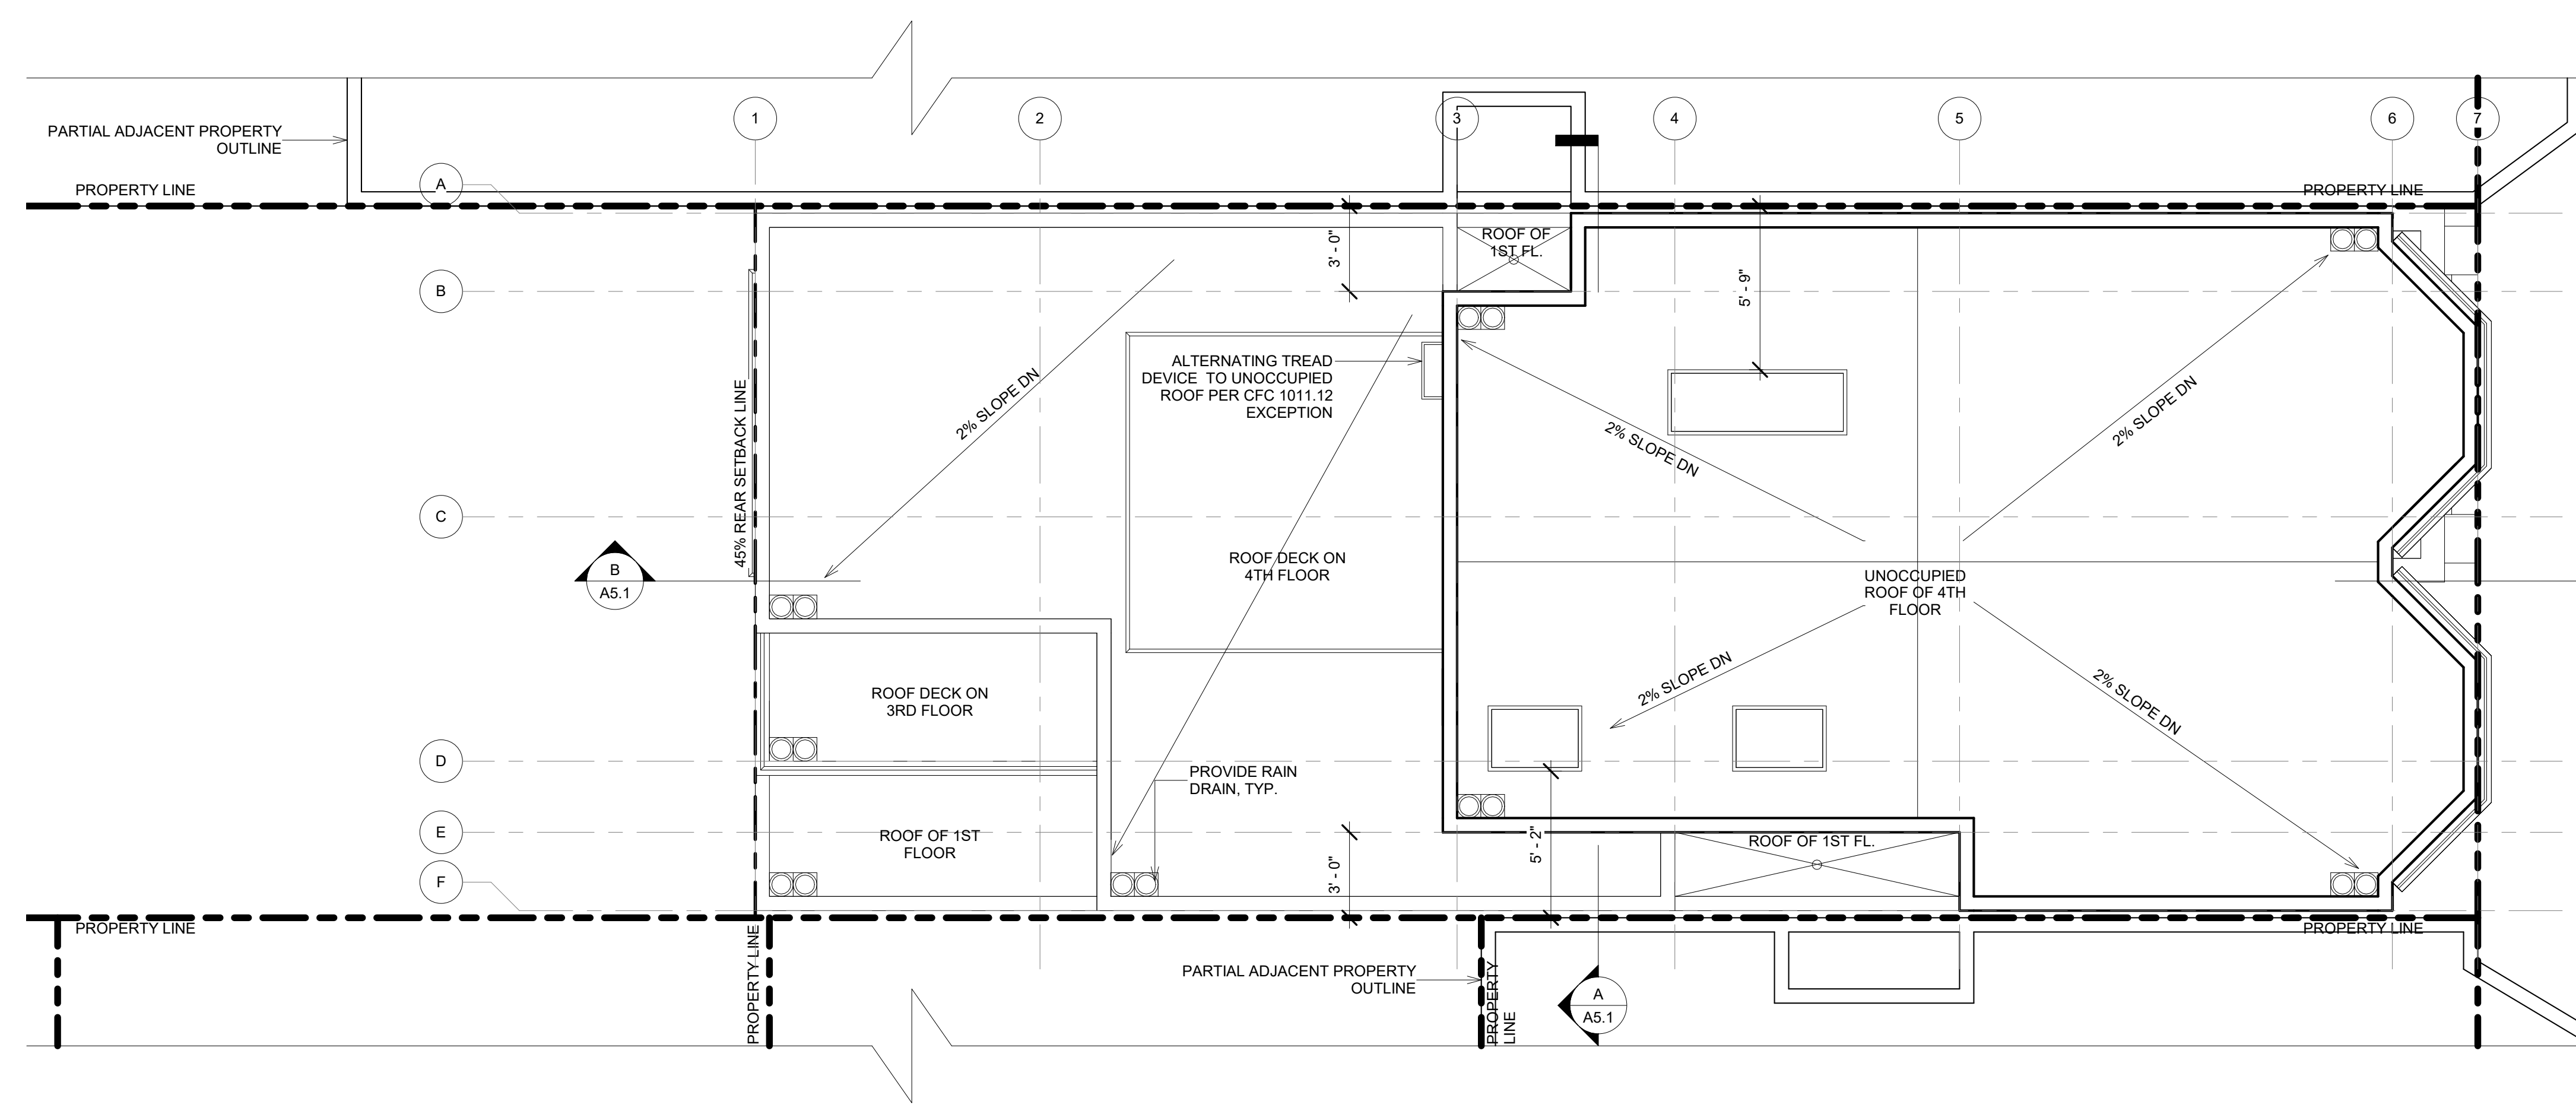 1
2
3
4
5
6
7
PARTIAL ADJACENT PROPERTY
OUTLINE
A
PROPERTY LINE
PROPERTY LINE
ROOF OF
1ST FL.
3' - 0"
5' - 9"
B
ALTERNATING TREAD
DEVICE TO UNOCCUPIED
ROOF PER CFC 1011.12
EXCEPTION
2% SLOPE DN
2% SLOPE DN
2% SLOPE DN
45% REAR SETBACK LINE
C
ROOF DECK ON
4TH FLOOR
B
A5.1
UNOCCUPIED
ROOF OF 4TH
FLOOR
2% SLOPE DN
2% SLOPE DN
ROOF DECK ON
3RD FLOOR
D
PROVIDE RAIN
DRAIN, TYP.
E
ROOF OF 1ST
FLOOR
3' - 0"
5' - 2"
ROOF OF 1ST FL.
F
PROPERTY LINE
PROPERTY LINE
PROPERTY LINE
PARTIAL ADJACENT PROPERTY
OUTLINE
PROPERTY
LINE
A
A5.1